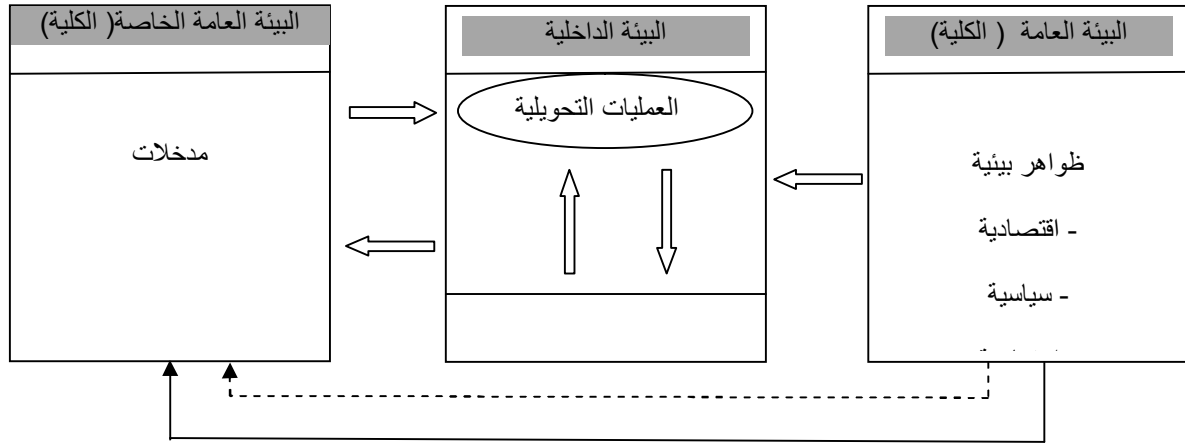 البيئة العامة ( الكلية)
ظواهر بيئية
- اقتصادية
- سياسية
البيئة الداخلية
العمليات التحويلية
البيئة العامة الخاصة( الكلية)
مدخلات